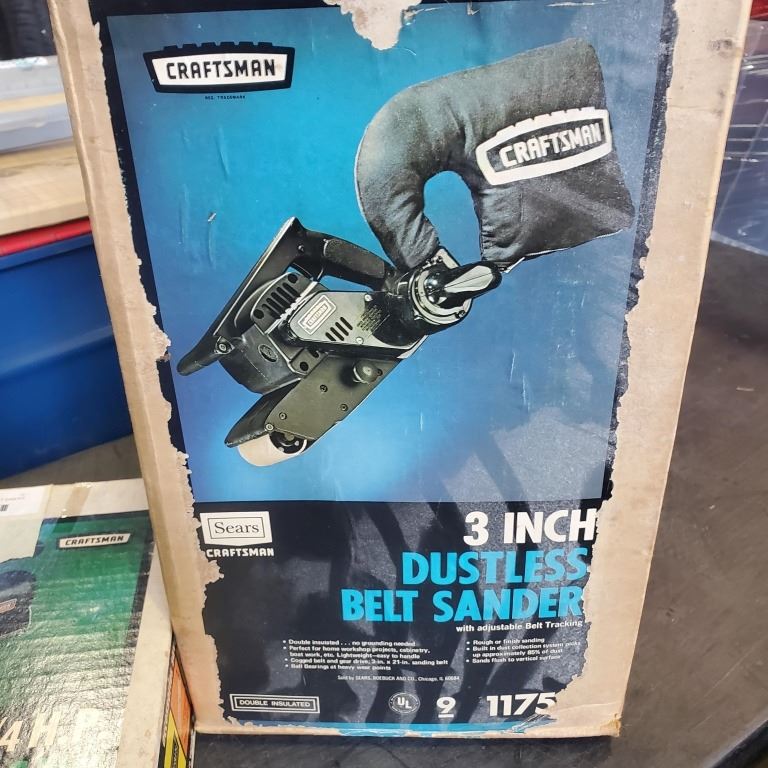 CRAFTSMAN
REG. TRADEMARK
CRAFTSMAN
Sears
CRAFTSMAN
3 INCH
DUSTLESS
BELT SANDER
with adjustable Belt Tracking
• Double insulated . . . no grounding needed
• Perfect for home workshop projects, cabinetry,
boat work, etc. Lightweight—easy to handle
• Cogged belt and gear drive; 3-in. x 21-in. sanding belt
• Ball Bearings at heavy wear points
• Rough or finish sanding
• Built in dust collection system picks
up approximately 85% of dust
• Sands flush to vertical surface
Sold by SEARS, ROEBUCK AND CO., Chicago, IL 60684
DOUBLE INSULATED
UL
9 1175
CRAFTSMAN